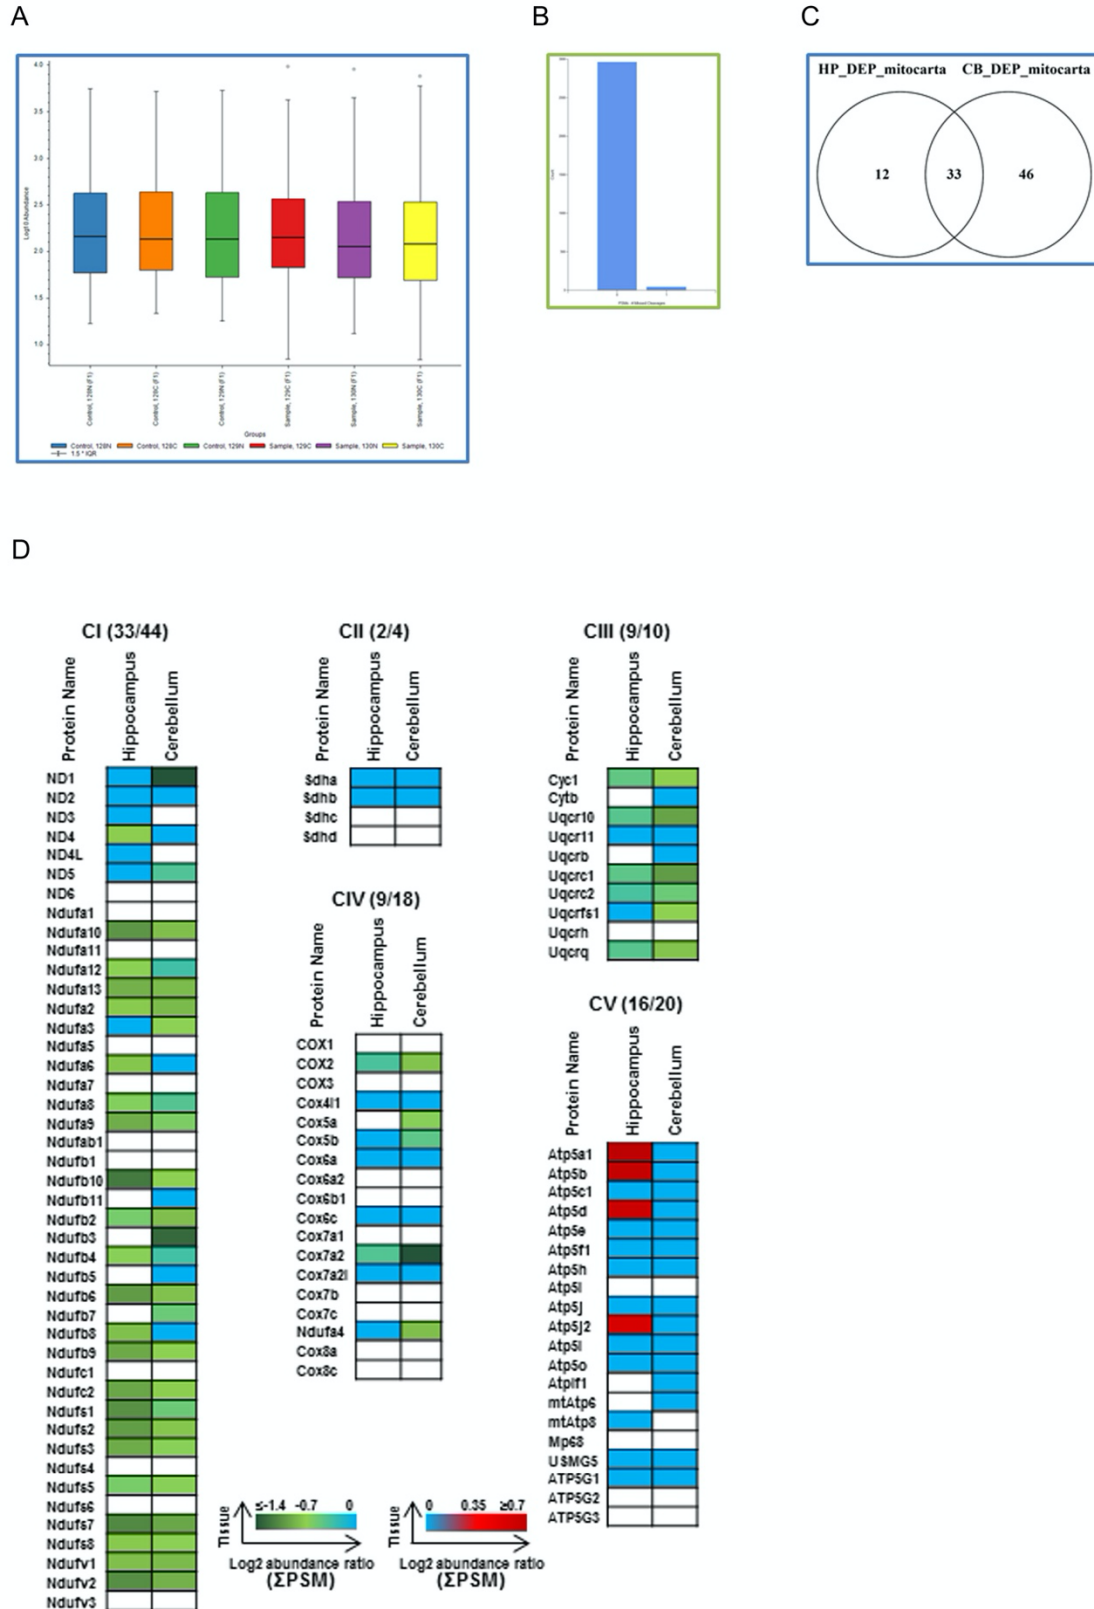 A
B
C
4.0
3.5
3.0
2.5
2.0
1.5
1.0
Log10 Abundance
Control, 128N (F1)
Control, 128C (F1)
Control, 129N (F1)
Sample, 129C (F1)
Sample, 130N (F1)
Sample, 130C (F1)
Groups
Control, 128N Control, 128C Control, 129N Sample, 129C Sample, 130N Sample, 130C
1.5 * IQR
Count
HP_DEP_mitocarta CB_DEP_mitocarta
12 33 46
D
CI (33/44)
Protein Name Hippocampus Cerebellum
ND1
ND2
ND3
ND4
ND4L
ND5
ND6
Ndufa1
Ndufa10
Ndufa11
Ndufa12
Ndufa13
Ndufa2
Ndufa3
Ndufa5
Ndufa6
Ndufa7
Ndufa8
Ndufa9
Ndufab1
Ndufb1
Ndufb10
Ndufb11
Ndufb2
Ndufb3
Ndufb4
Ndufb5
Ndufb6
Ndufb7
Ndufb8
Ndufb9
Ndufc1
Ndufc2
Ndufs1
Ndufs2
Ndufs3
Ndufs4
Ndufs5
Ndufs6
Ndufs7
Ndufs8
Ndufv1
Ndufv2
Ndufv3
CII (2/4)
Protein Name Hippocampus Cerebellum
Sdha
Sdhb
Sdhc
Sdhd
CIV (9/18)
Protein Name Hippocampus Cerebellum
COX1
COX2
COX3
Cox4I1
Cox5a
Cox5b
Cox6a
Cox6a2
Cox6b1
Cox6c
Cox7a1
Cox7a2
Cox7a2l
Cox7b
Cox7c
Ndufa4
Cox8a
Cox8c
CIII (9/10)
Protein Name Hippocampus Cerebellum
Cyc1
Cytb
Uqcr10
Uqcr11
Uqcrb
Uqcrc1
Uqcrc2
Uqcrfs1
Uqcrh
Uqcrq
CV (16/20)
Protein Name Hippocampus Cerebellum
Atp5a1
Atp5b
Atp5c1
Atp5d
Atp5e
Atp5f1
Atp5h
Atp5i
Atp5j
Atp5j2
Atp5l
Atp5o
Atpif1
mtAtp6
mtAtp8
Mp68
USMG5
ATP5G1
ATP5G2
ATP5G3
≤-1.4 -0.7 0
Tissue
Log2 abundance ratio
(ΣPSM)
0 0.35 ≥0.7
Tissue
Log2 abundance ratio
(ΣPSM)